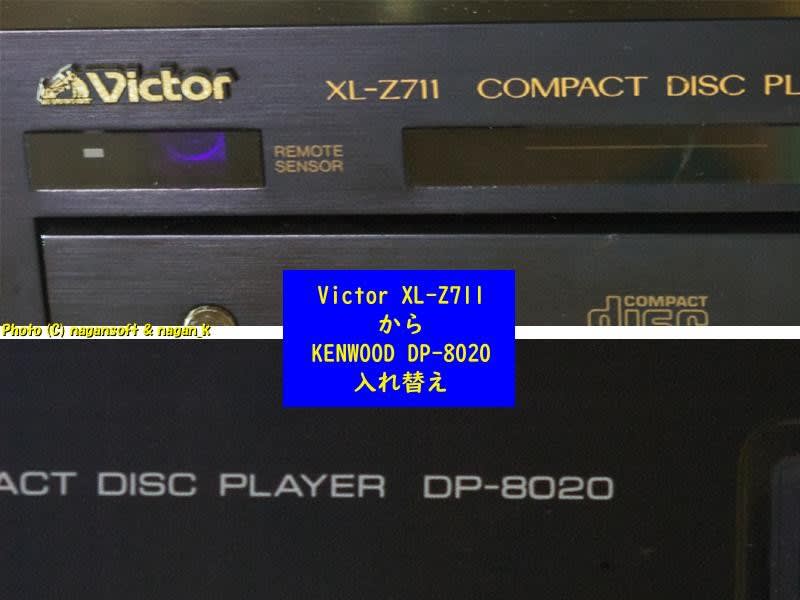 Victor XL-Z711 COMPACT DISC PL
REMOTE
SENSOR
COMPACT
disc
Victor XL-Z711
から
KENWOOD DP-8020
入れ替え
Photo (C) nagansoft & nagan_k
ACT DISC PLAYER DP-8020